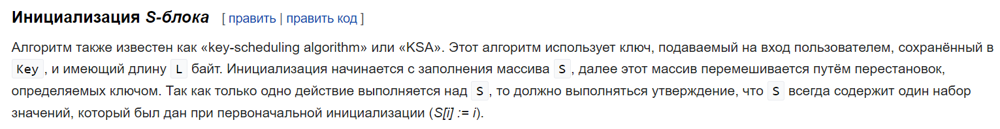 Инициализация S-блока [ править | править код ]
Алгоритм также известен как «key-scheduling algorithm» или «KSA». Этот алгоритм использует ключ, подаваемый на вход пользователем, сохранённый в
Key, и имеющий длину L байт. Инициализация начинается с заполнения массива S, далее этот массив перемешивается путём перестановок,
определяемых ключом. Так как только одно действие выполняется над S, то должно выполняться утверждение, что S всегда содержит один набор
значений, который был дан при первоначальной инициализации (S[i] := i).